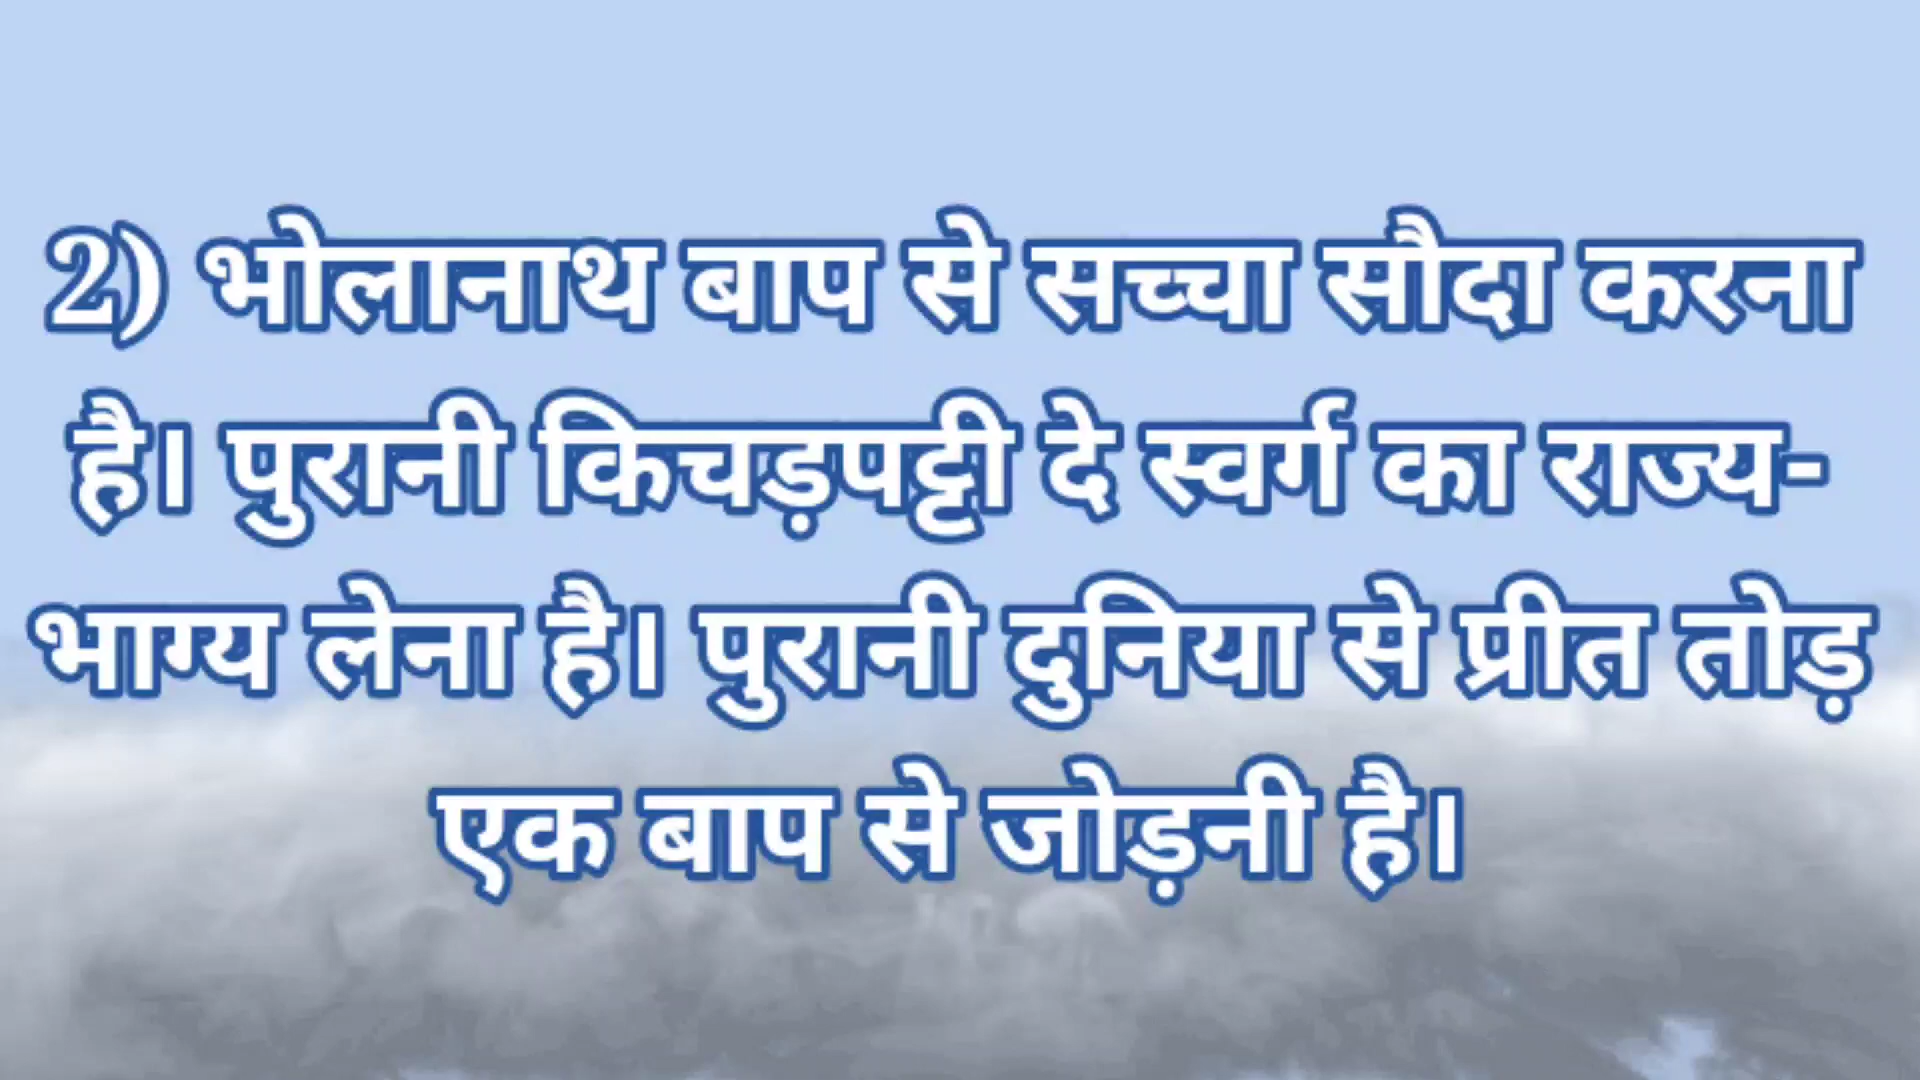 2) भोलानाथ बाप से सच्चा सौदा करना
है। पुरानी किचड़पट्टी दे स्वर्ग का राज्य-
भाग्य लेना है। पुरानी दुनिया से प्रीत तोड़
एक बाप से जोड़नी है।